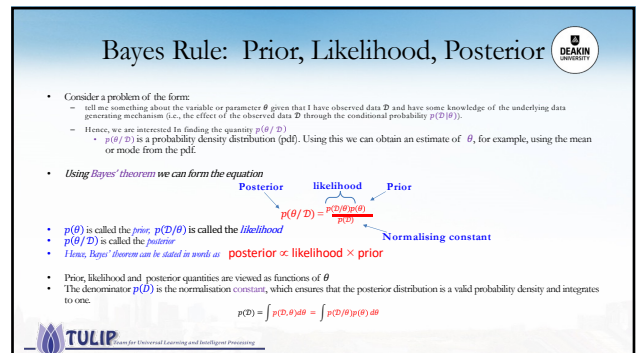 Bayes Rule: Prior, Likelihood, Posterior
DEAKIN
UNIVERSITY
• Consider a problem of the form:
– tell me something about the variable or parameter θ given that I have observed data 𝒟 and have some knowledge of the underlying data
generating mechanism (i.e., the effect of the observed data 𝒟 through the conditional probability p(𝒟|θ)).
– Hence, we are interested In finding the quantity p(θ/𝒟)
• p(θ/𝒟) is a probability density distribution (pdf). Using this we can obtain an estimate of θ, for example, using the mean
or mode from the pdf.
• Using Bayes' theorem we can form the equation
Posterior likelihood Prior
p(θ/𝒟) = p(𝒟/θ)p(θ) / p(𝒟)
Normalising constant
• p(θ) is called the prior, p(𝒟/θ) is called the likelihood
• p(θ/𝒟) is called the posterior
• Hence, Bayes' theorem can be stated in words as posterior ∝ likelihood × prior
• Prior, likelihood and posterior quantities are viewed as functions of θ
• The denominator p(𝒟) is the normalisation constant, which ensures that the posterior distribution is a valid probability density and integrates
to one.
p(𝒟) = ∫ p(𝒟,θ)dθ = ∫ p(𝒟/θ)p(θ) dθ
TULIP Team for Universal Learning and Intelligent Processing